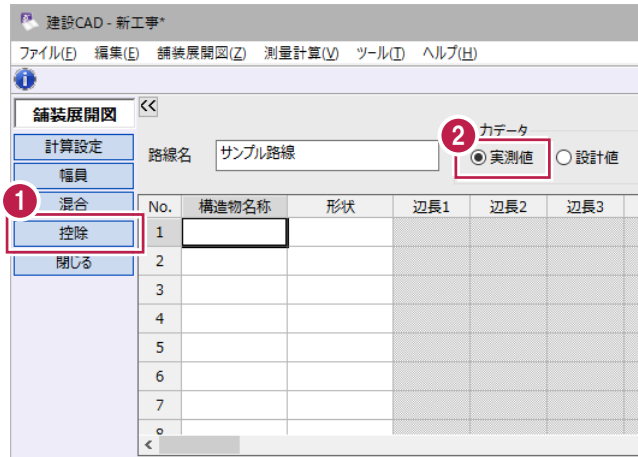 建設CAD - 新工事*
ファイル(F) 編集(E) 舗装展開図(Z) 測量計算(V) ツール(T) ヘルプ(H)
舗装展開図
計算設定
幅員
混合
1
控除
閉じる
<<
路線名 サンプル路線
力データ
2
実測値 設計値
No. 構造物名称 形状 辺長1 辺長2 辺長3
1
2
3
4
5
6
7